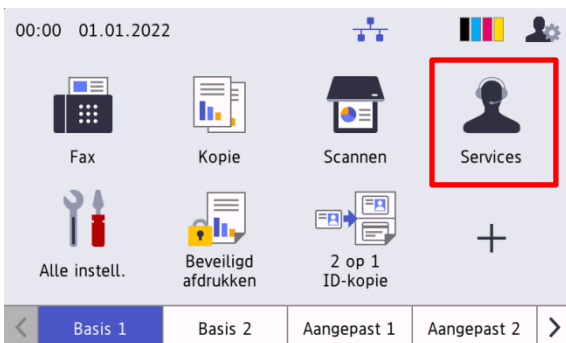 00:00 01.01.2022
Fax
Kopie
Scannen
Services
Alle instell.
Beveiligd
afdrukken
2 op 1
ID-kopie
Basis 1
Basis 2
Aangepast 1
Aangepast 2